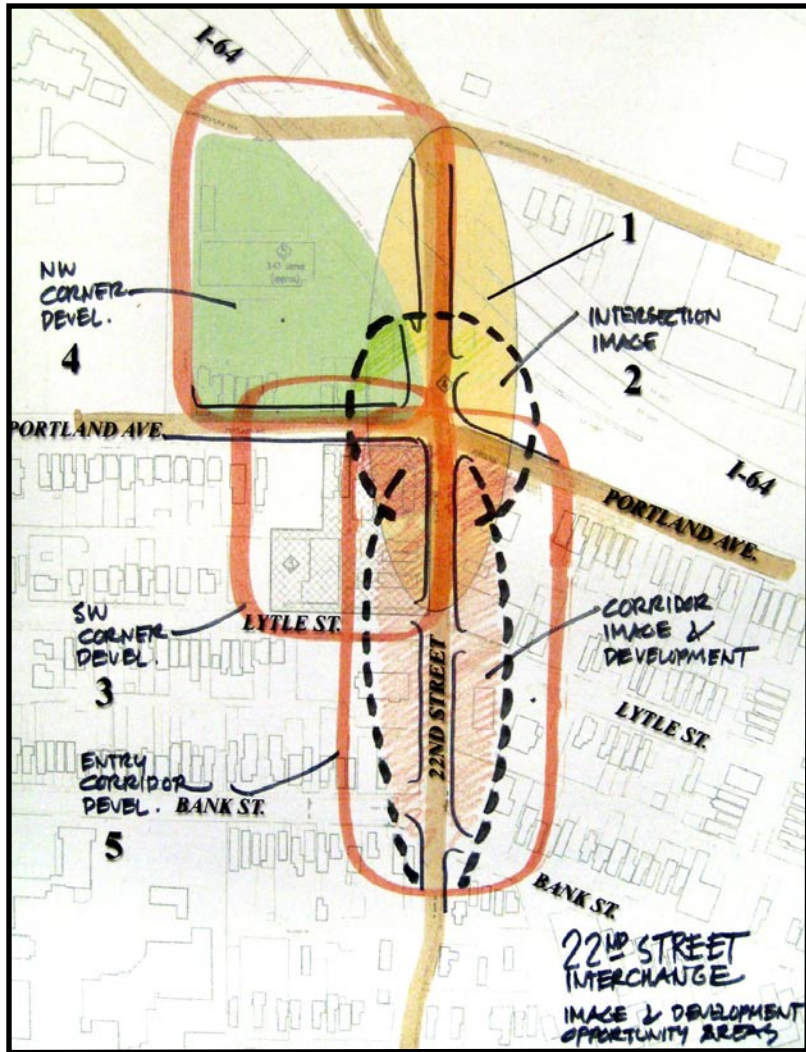 I-64
1
INTERSECTION
IMAGE
2
NW
CORNER
DEVEL.
4
PORTLAND AVE.
I-64
PORTLAND AVE.
SW
CORNER
DEVEL.
3
LYTLE ST.
CORRIDOR
IMAGE &
DEVELOPMENT
22ND STREET
LYTLE ST.
ENTRY
CORRIDOR
DEVEL.
BANK ST.
5
BANK ST.
22ND STREET
INTERCHANGE
IMAGE & DEVELOPMENT
OPPORTUNITY AREAS